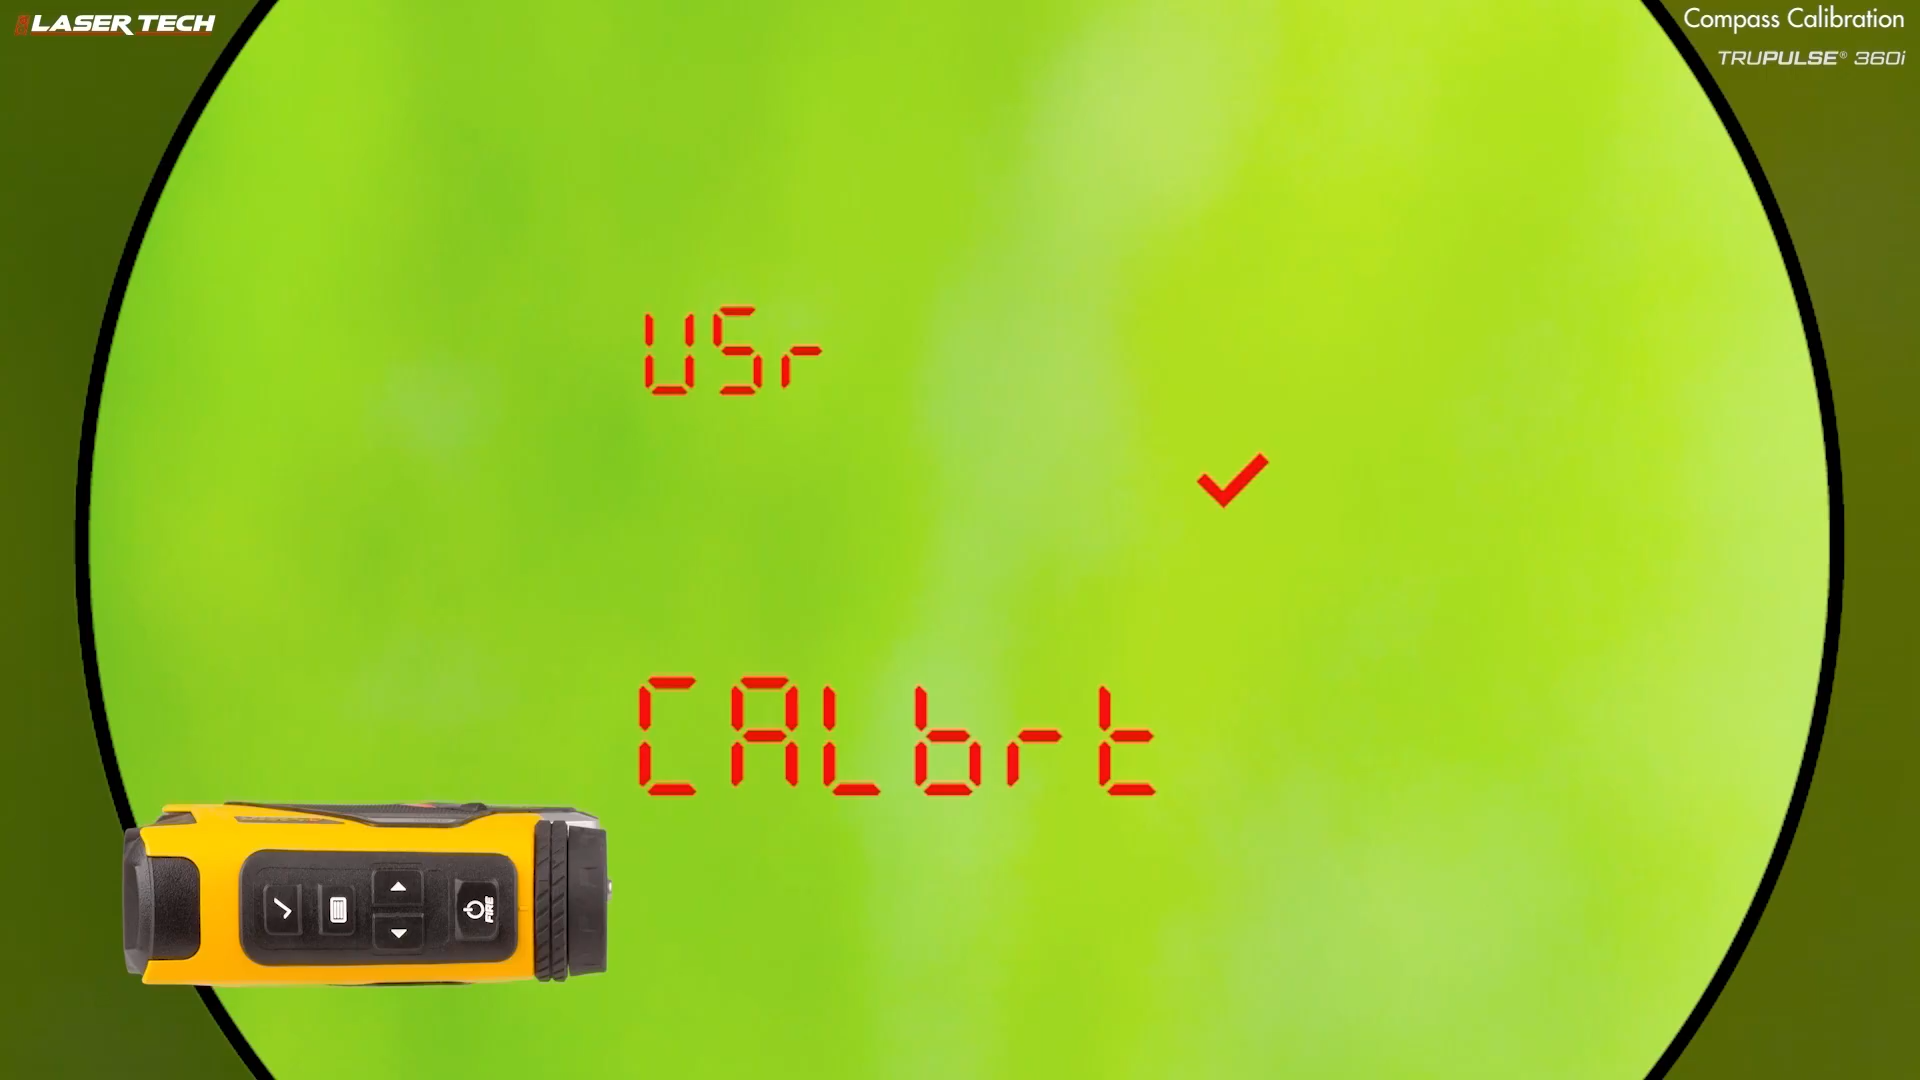 LASER TECH
Compass Calibration
TRUPULSE® 360i
USr
CALbrt
FIRE